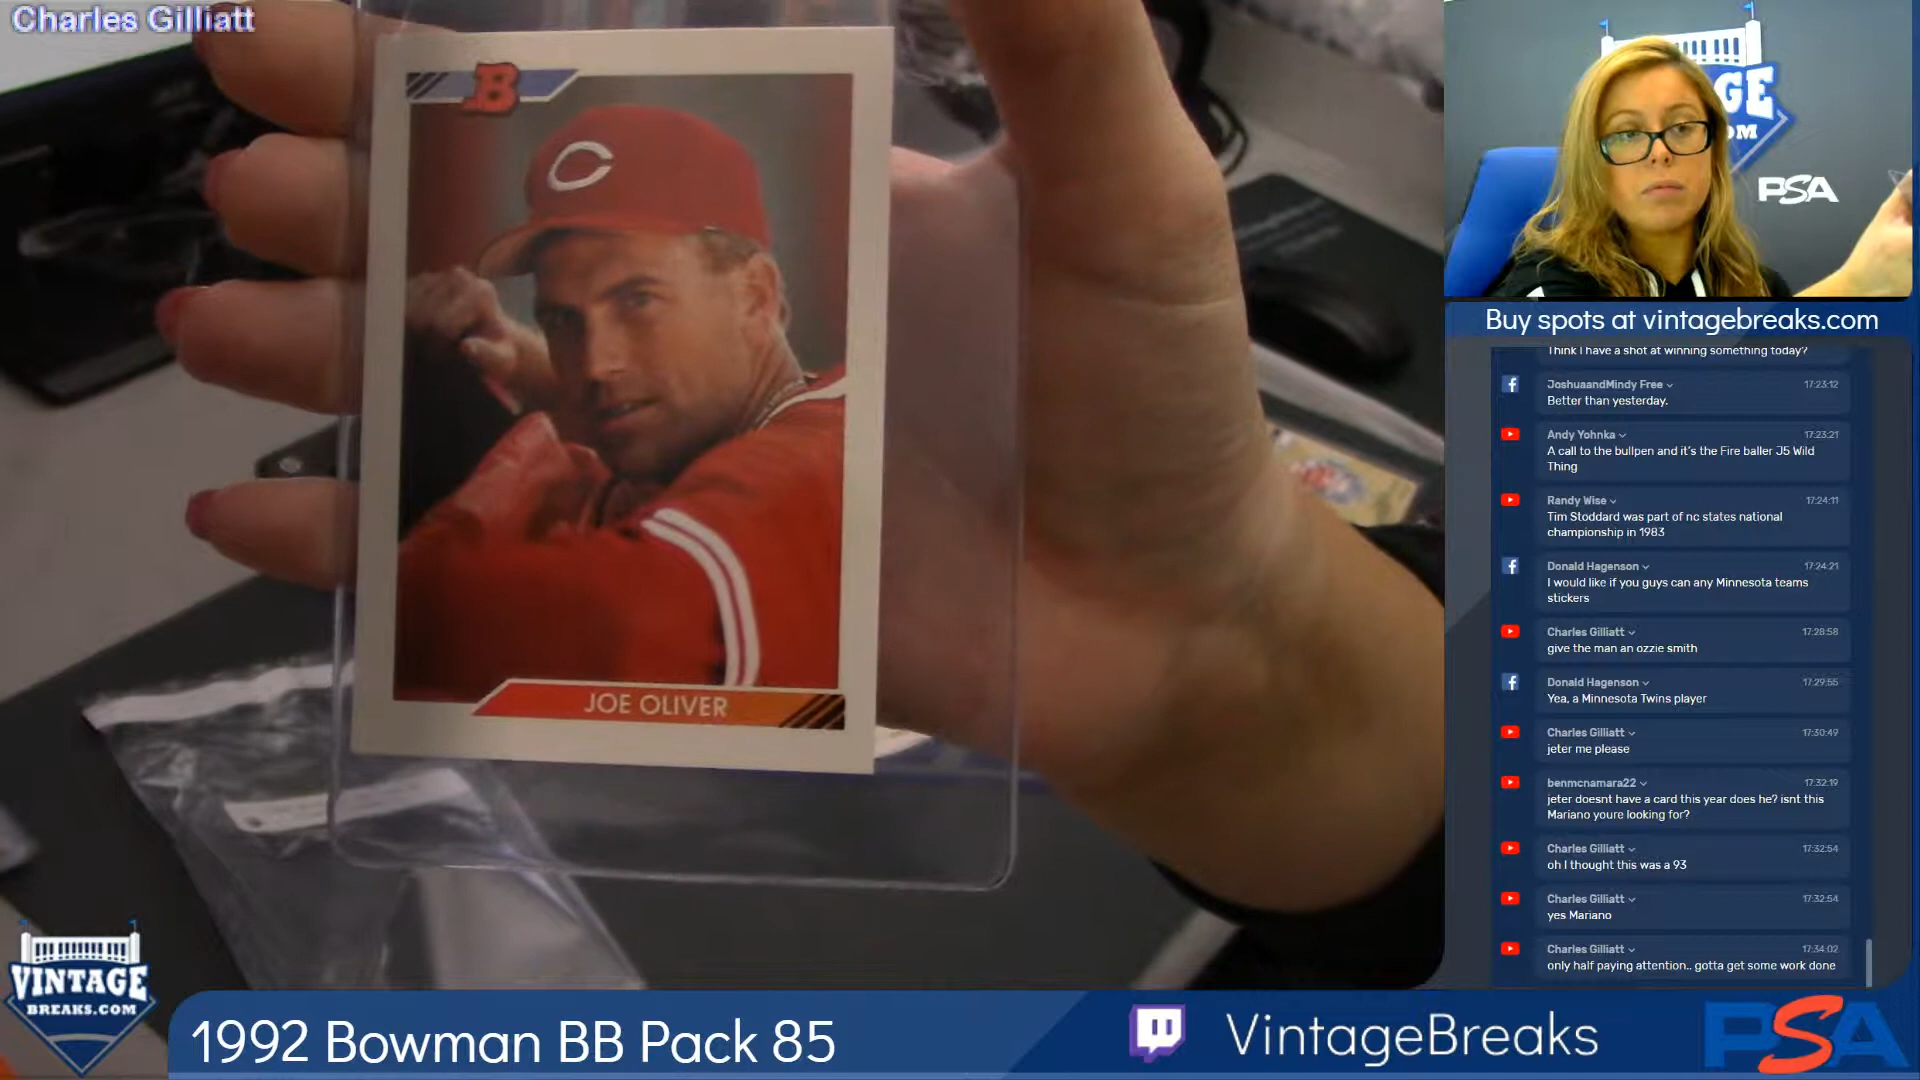 Charles Gilliatt
B
C
JOE OLIVER
VINTAGE
BREAKS.COM
1992 Bowman BB Pack 85
VintageBreaks
PSA
GE
OM
PSA
Buy spots at vintagebreaks.com
Think I have a shot at winning something today?
JoshuaandMindy Free 17:23:12
Better than yesterday.
Andy Yohnka 17:23:21
A call to the bullpen and it's the Fire baller J5 Wild
Thing
Randy Wise 17:24:11
Tim Stoddard was part of nc states national
championship in 1983
Donald Hagenson 17:24:21
I would like if you guys can any Minnesota teams
stickers
Charles Gilliatt 17:28:58
give the man an ozzie smith
Donald Hagenson 17:29:55
Yea, a Minnesota Twins player
Charles Gilliatt 17:30:49
jeter me please
benmcnamara22 17:32:19
jeter doesnt have a card this year does he? isnt this
Mariano youre looking for?
Charles Gilliatt 17:32:54
oh I thought this was a 93
Charles Gilliatt 17:32:54
yes Mariano
Charles Gilliatt 17:34:02
only half paying attention.. gotta get some work done